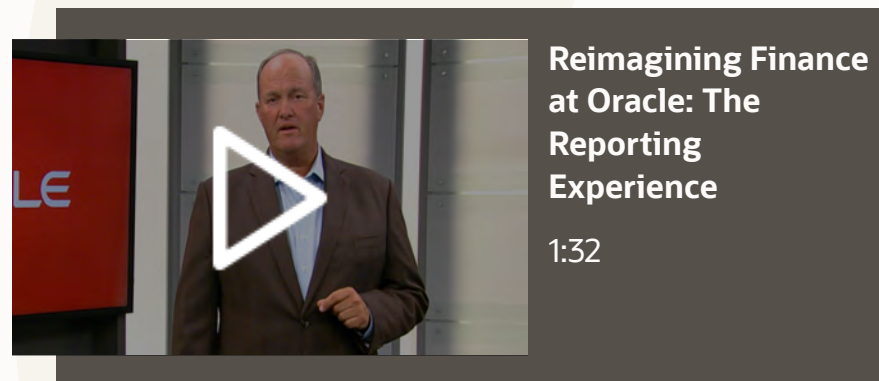 LE
Reimagining Finance
at Oracle: The
Reporting
Experience
1:32